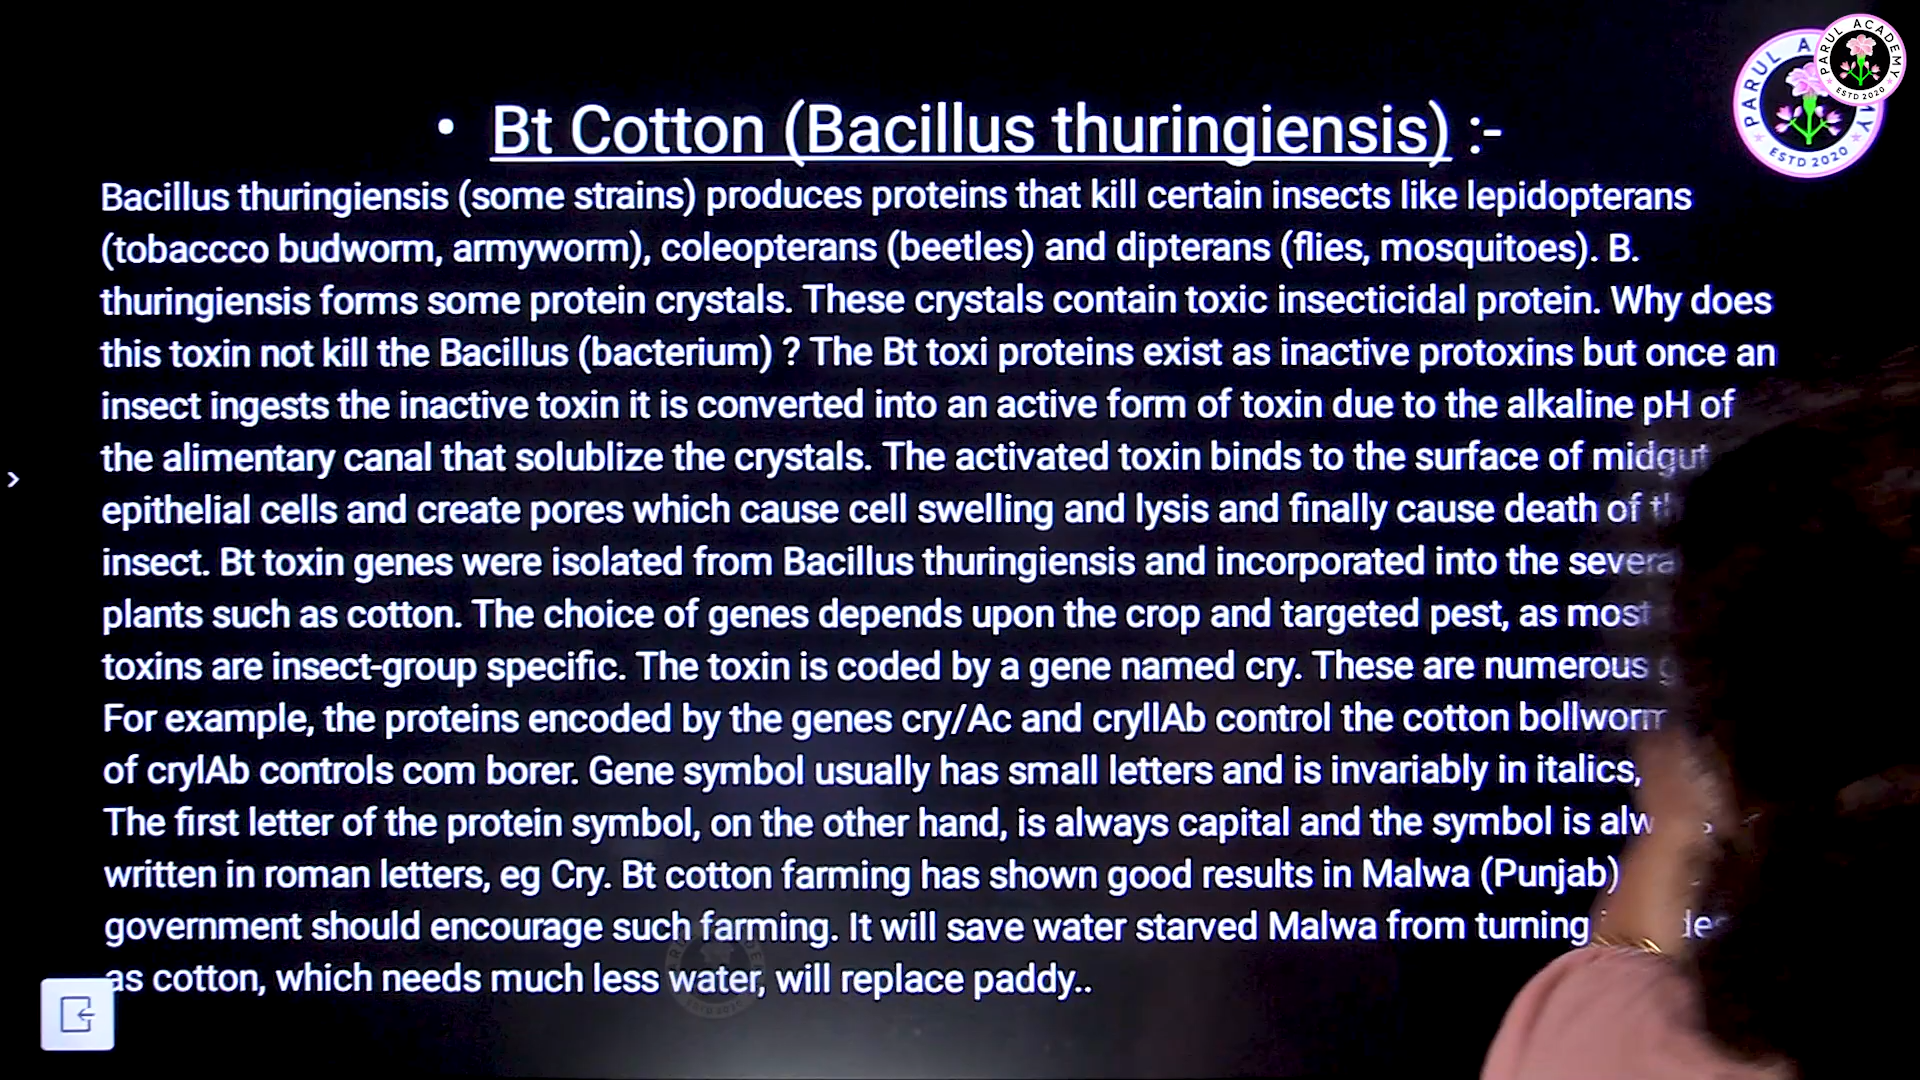 PARUL ACADEMY
ESTD 2020
• Bt Cotton (Bacillus thuringiensis) :-
Bacillus thuringiensis (some strains) produces proteins that kill certain insects like lepidopterans
(tobaccco budworm, armyworm), coleopterans (beetles) and dipterans (flies, mosquitoes). B.
thuringiensis forms some protein crystals. These crystals contain toxic insecticidal protein. Why does
this toxin not kill the Bacillus (bacterium) ? The Bt toxi proteins exist as inactive protoxins but once an
insect ingests the inactive toxin it is converted into an active form of toxin due to the alkaline pH of
the alimentary canal that solublize the crystals. The activated toxin binds to the surface of midgut
epithelial cells and create pores which cause cell swelling and lysis and finally cause death of
insect. Bt toxin genes were isolated from Bacillus thuringiensis and incorporated into the
plants such as cotton. The choice of genes depends upon the crop and targeted pest, as most
toxins are insect-group specific. The toxin is coded by a gene named cry. These are numerous
For example, the proteins encoded by the genes cry/Ac and cryllAb control the cotton
of crylAb controls com borer. Gene symbol usually has small letters and is invariably in italics,
The first letter of the protein symbol, on the other hand, is always capital and the symbol is
written in roman letters, eg Cry. Bt cotton farming has shown good results in Malwa (Punjab)
government should encourage such farming. It will save water starved Malwa from turning
as cotton, which needs much less water, will replace paddy..